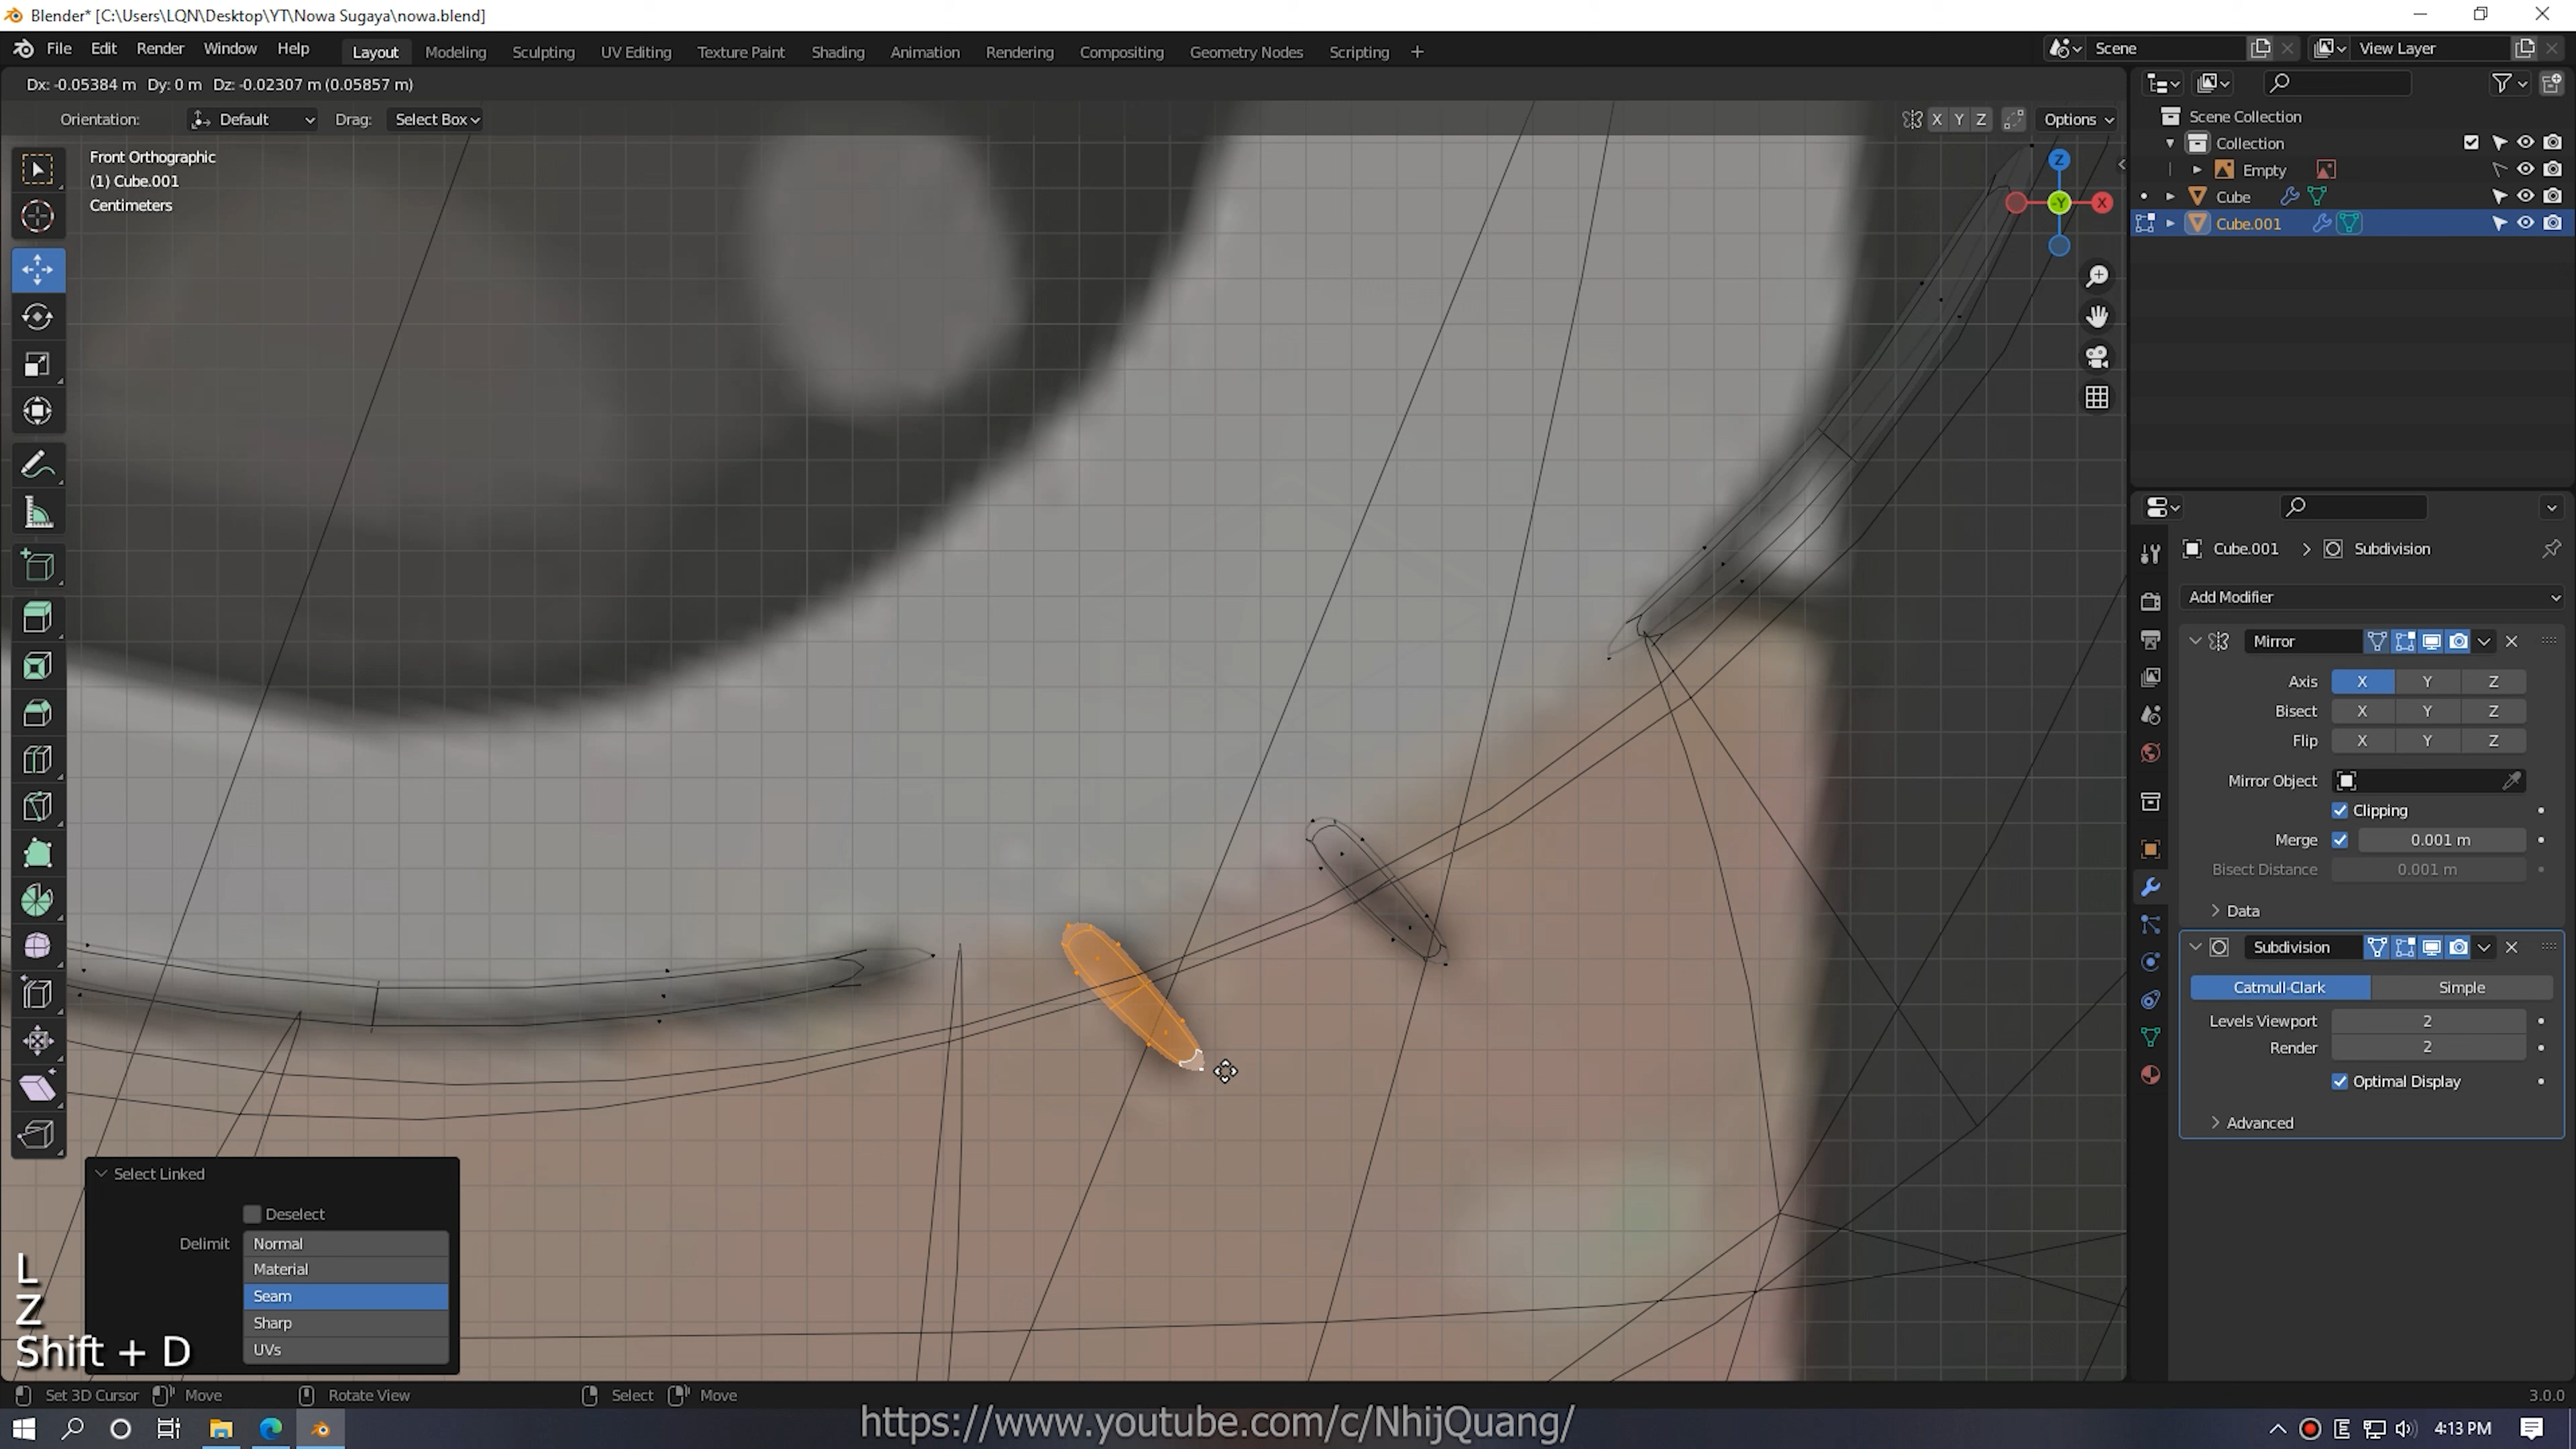 Blender* [C:\Users\LQN\Desktop\YT\Nowa Sugaya\nowa.blend]
File Edit Render Window Help Layout Modeling Sculpting UV Editing Texture Paint Shading Animation Rendering Compositing Geometry Nodes Scripting + Scene View Layer
Dx: -0.05384 m Dy: 0 m Dz: -0.02307 m (0.05857 m)
Orientation: Default Drag: Select Box X Y Z Options
Front Orthographic
(1) Cube.001
Centimeters
Z
X
-Y
Scene Collection
Collection
Empty
Cube
Cube.001
Cube.001 > Subdivision
Add Modifier
Mirror
Axis X Y Z
Bisect X Y Z
Flip X Y Z
Mirror Object
Clipping
Merge 0.001 m
Bisect Distance 0.001 m
Data
Subdivision
Catmull-Clark Simple
Levels Viewport 2
Render 2
Optimal Display
Advanced
Select Linked
Deselect
Delimit Normal
Material
Seam
Sharp
UVs
L
Z
Shift + D
Set 3D Cursor Move Rotate View Select Move 3.0.0
https://www.youtube.com/c/NhijQuang/
E 4:13 PM